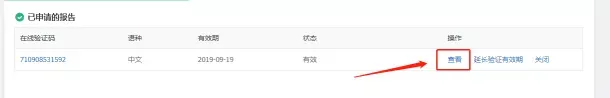 已申请的报告
在线验证码 语种 有效期 状态 操作
710908531592 中文 2019-09-19 有效 查看 延长验证有效期 关闭